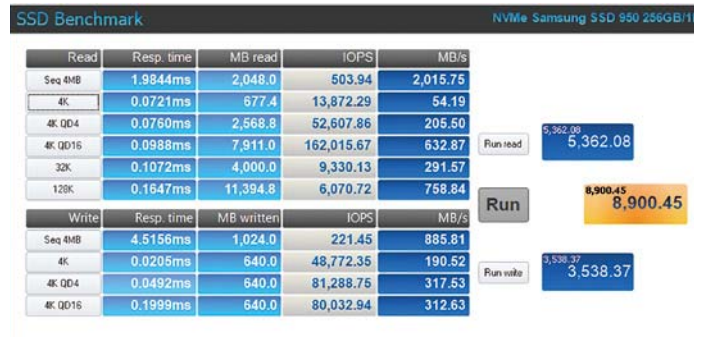 SSD Benchmark
NVMe Samsung SSD 950 256GB/1
Read Resp. time MB read IOPS MB/s
Seq 4MB 1.9844ms 2,048.0 503.94 2,015.75
4K 0.0721ms 677.4 13,872.29 54.19
4K QD4 0.0760ms 2,568.8 52,607.86 205.50
4K QD16 0.0988ms 7,911.0 162,015.67 632.87
32K 0.1072ms 4,000.0 9,330.13 291.57
128K 0.1647ms 11,394.8 6,070.72 758.84
Run read
5,362.08
5,362.08
Run
8,900.45
8,900.45
Write Resp. time MB written IOPS MB/s
Seq 4MB 4.5156ms 1,024.0 221.45 885.81
4K 0.0205ms 640.0 48,772.35 190.52
4K QD4 0.0492ms 640.0 81,288.75 317.53
4K QD16 0.1999ms 640.0 80,032.94 312.63
Run write
3,538.37
3,538.37